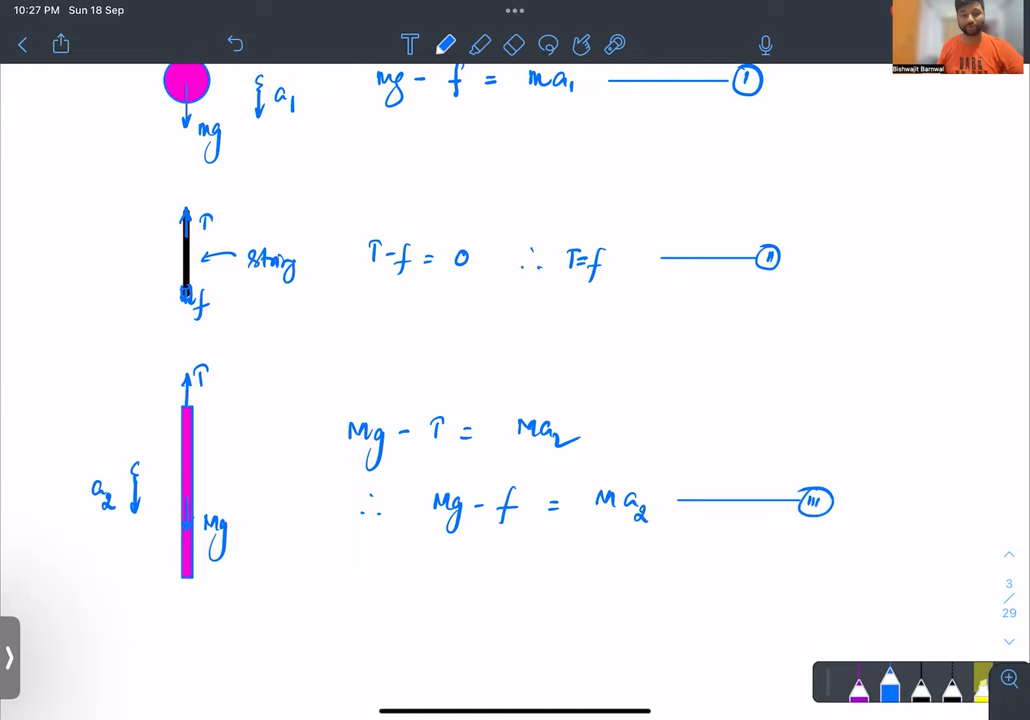 10:27 PM Sun 18 Sep
Bishwajit Barnwal
mg - f = ma₁ I
a₁
mg
T
string
T - f = 0 ∴ T = f II
f
T
Mg - T = Ma₂
a₂
∴ Mg - f = Ma₂ III
Mg
3
/
29